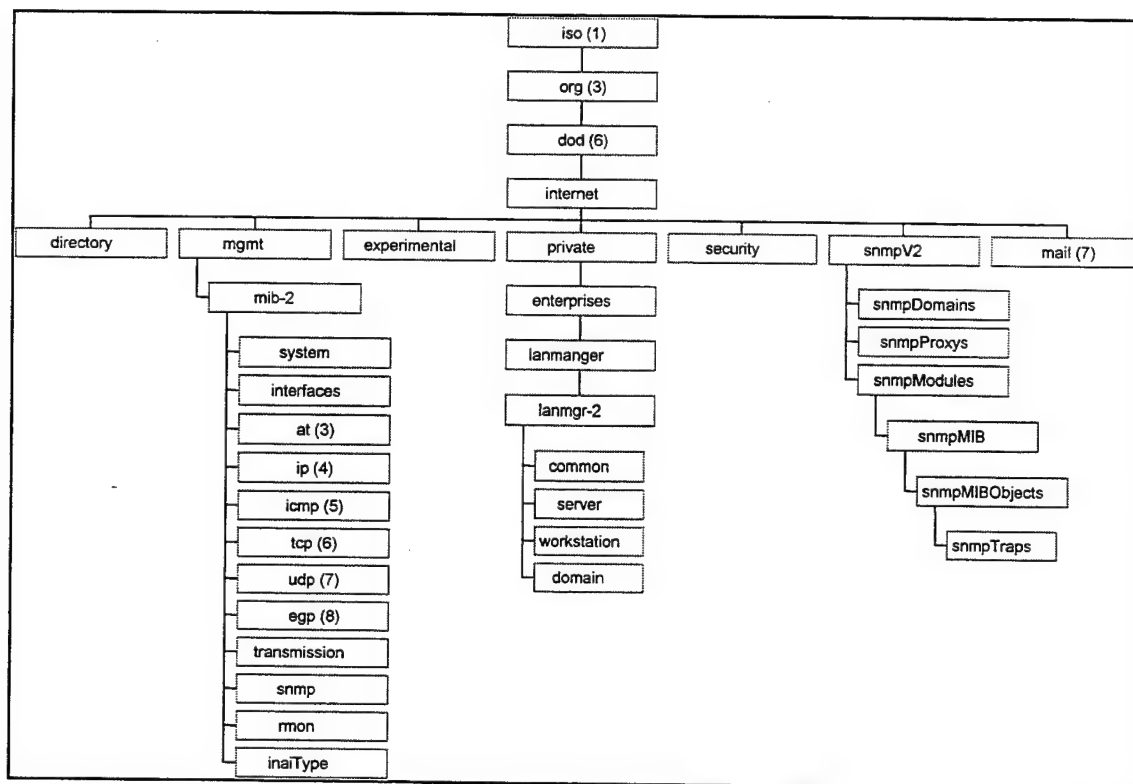 iso (1)
org (3)
dod (6)
internet
directory mgmt experimental private security snmpV2 mail (7)
mib-2 enterprises snmpDomains
system lanmanger snmpProxys
interfaces lanmgr-2 snmpModules
at (3) snmpMIB
ip (4) common snmpMIBObjects
icmp (5) server
tcp (6) workstation snmpTraps
udp (7) domain
egp (8)
transmission
snmp
rmon
inaiType